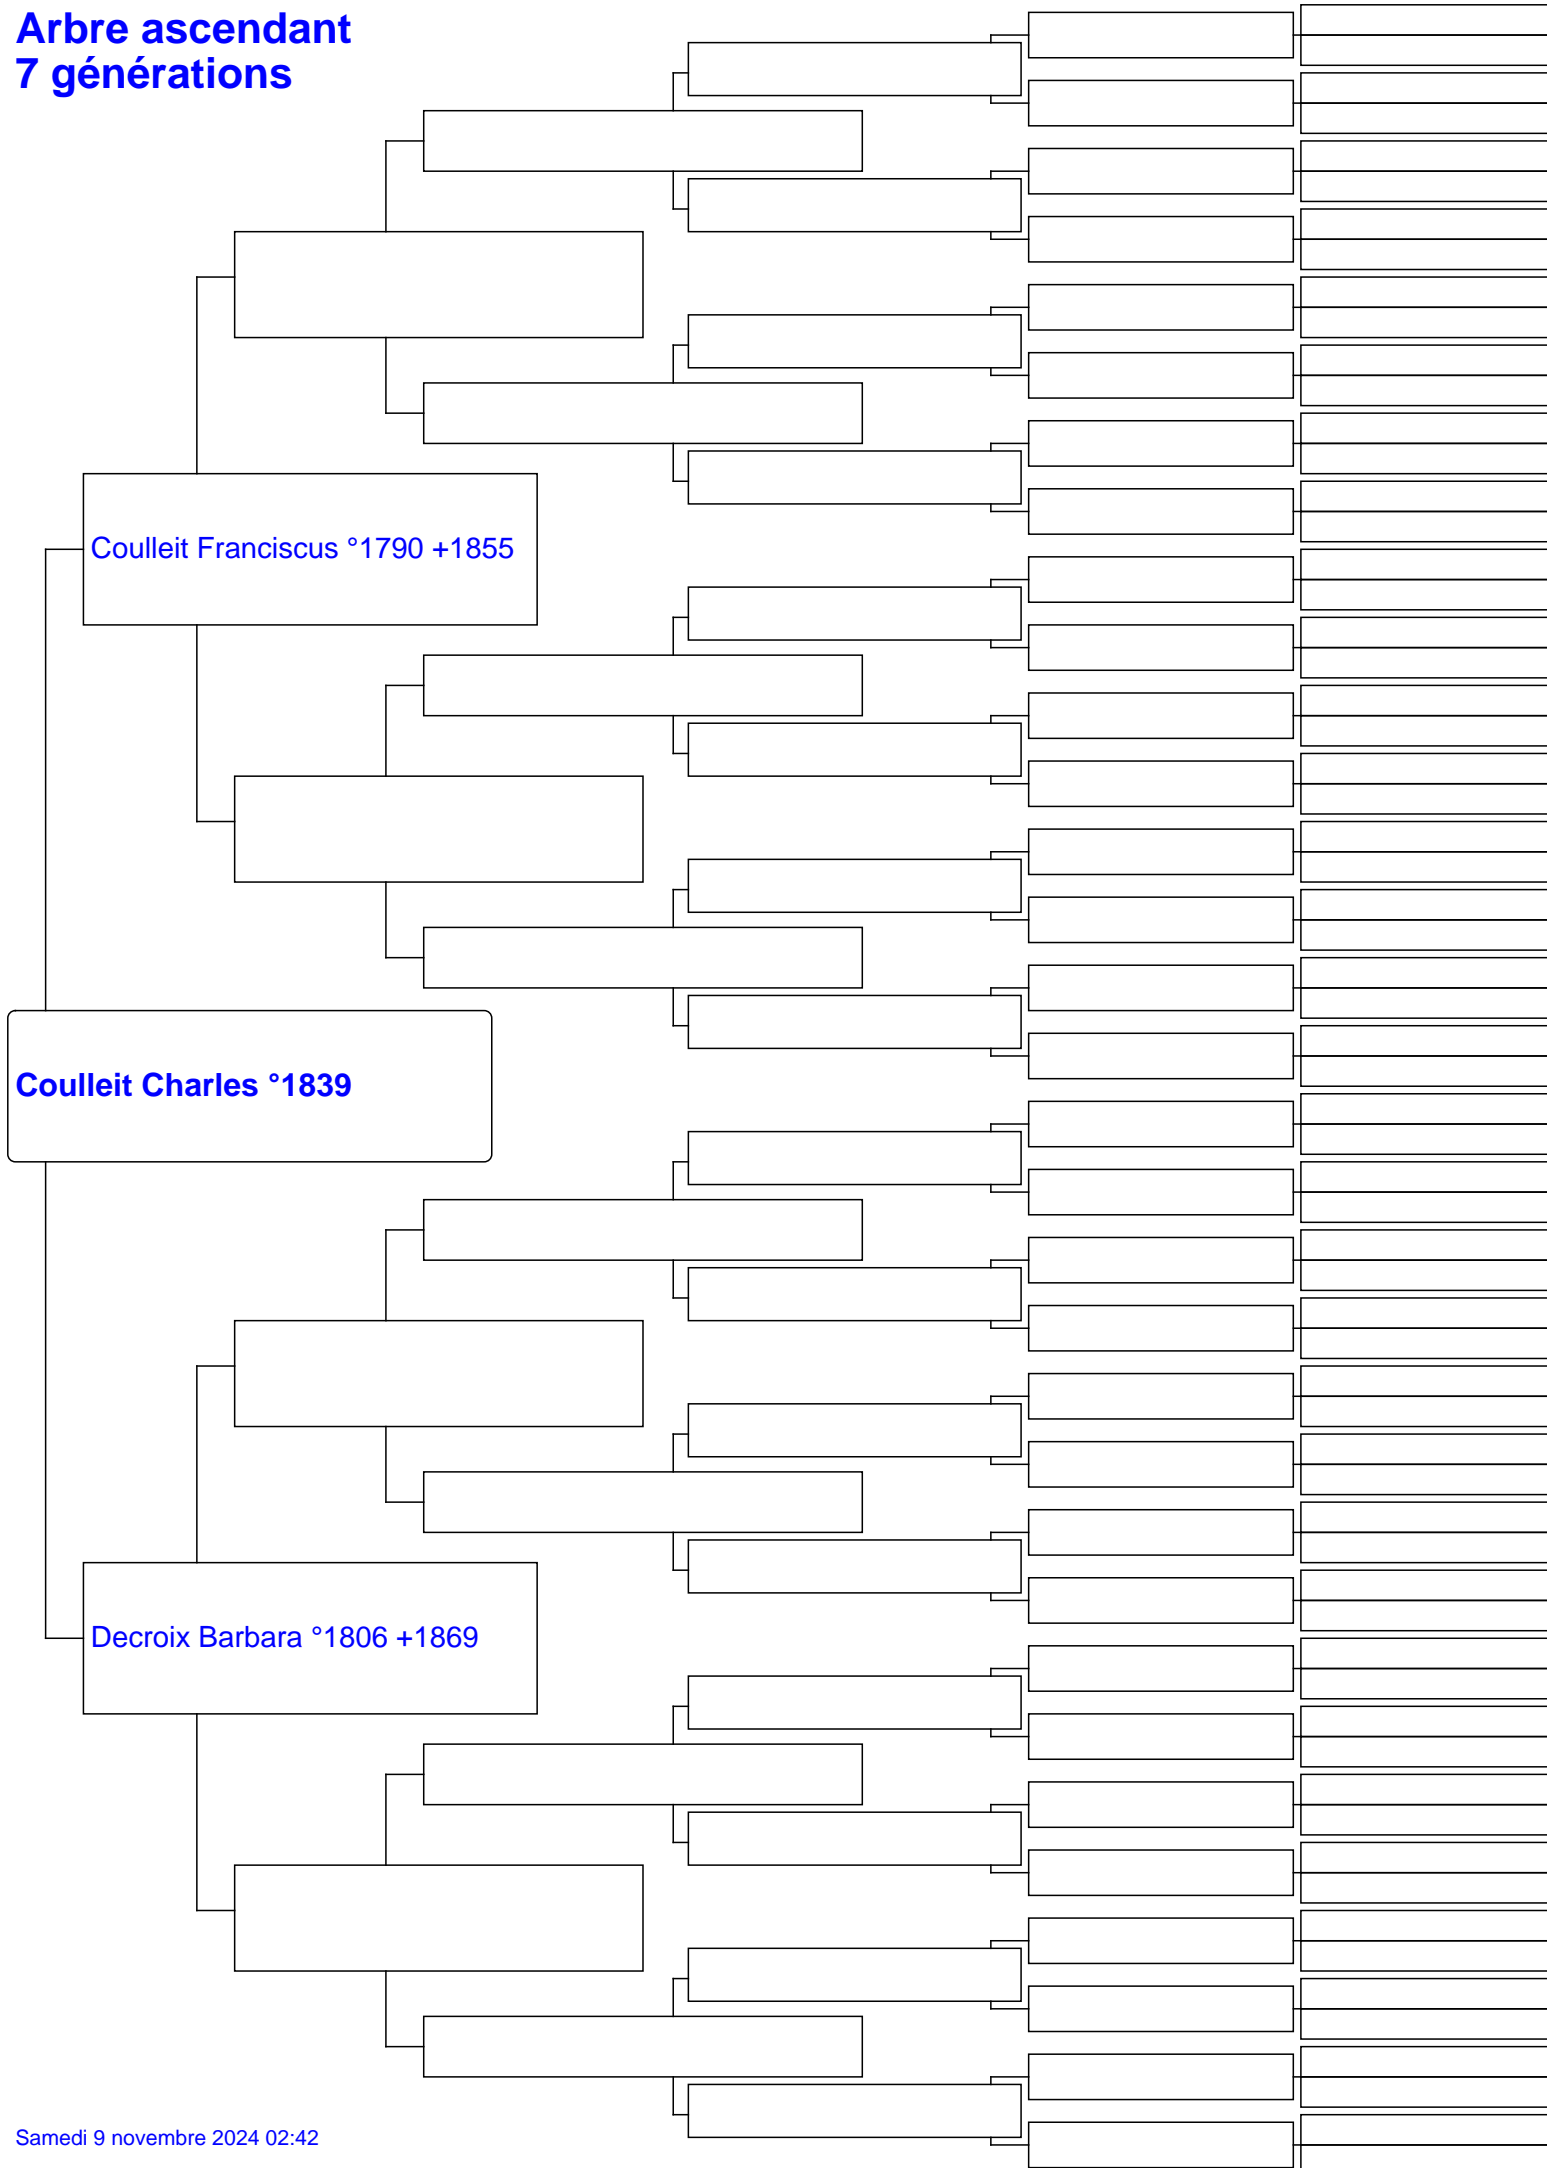 Arbre ascendant
7 générations
Coulleit Franciscus °1790 +1855
Coulleit Charles °1839
Decroix Barbara °1806 +1869
Samedi 9 novembre 2024 02:42